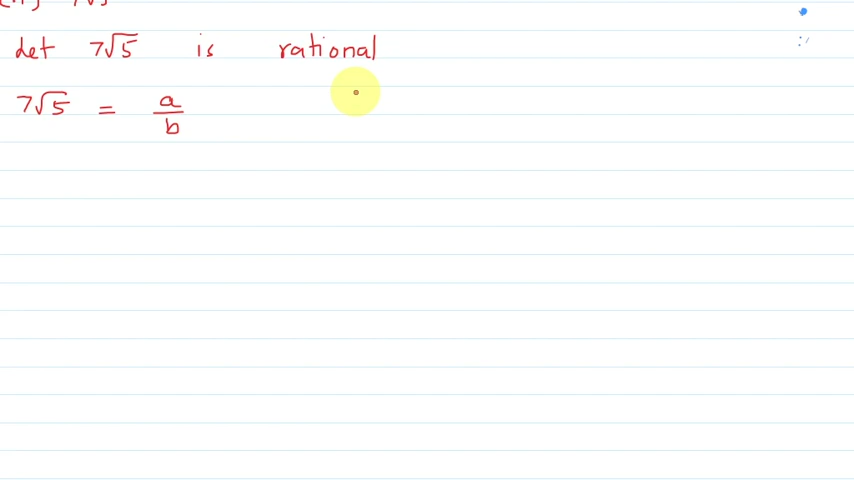 let 7√5 is rational
7√5 = a/b